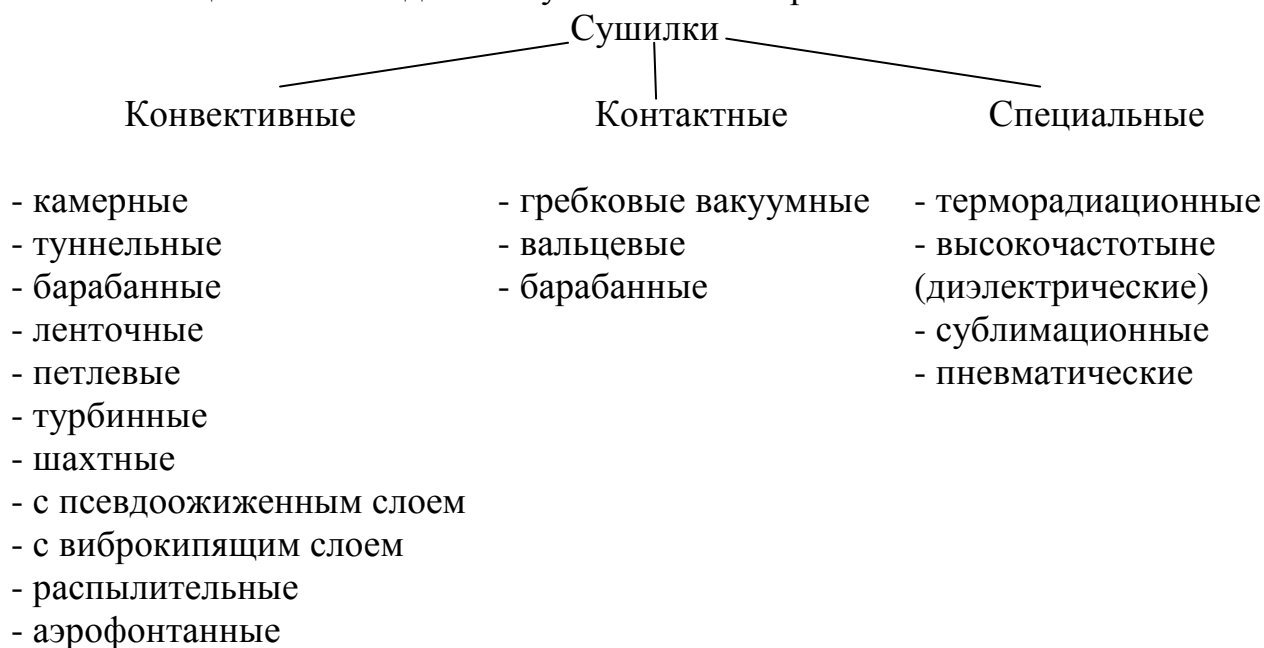 Сушилки
Конвективные
Контактные
Специальные
- камерные
- туннельные
- барабанные
- ленточные
- петлевые
- турбинные
- шахтные
- с псевдоожиженным слоем
- с виброкипящим слоем
- распылительные
- аэрофонтанные
- гребковые вакуумные
- вальцевые
- барабанные
- терморадиационные
- высокочастотыне
(диэлектрические)
- сублимационные
- пневматические